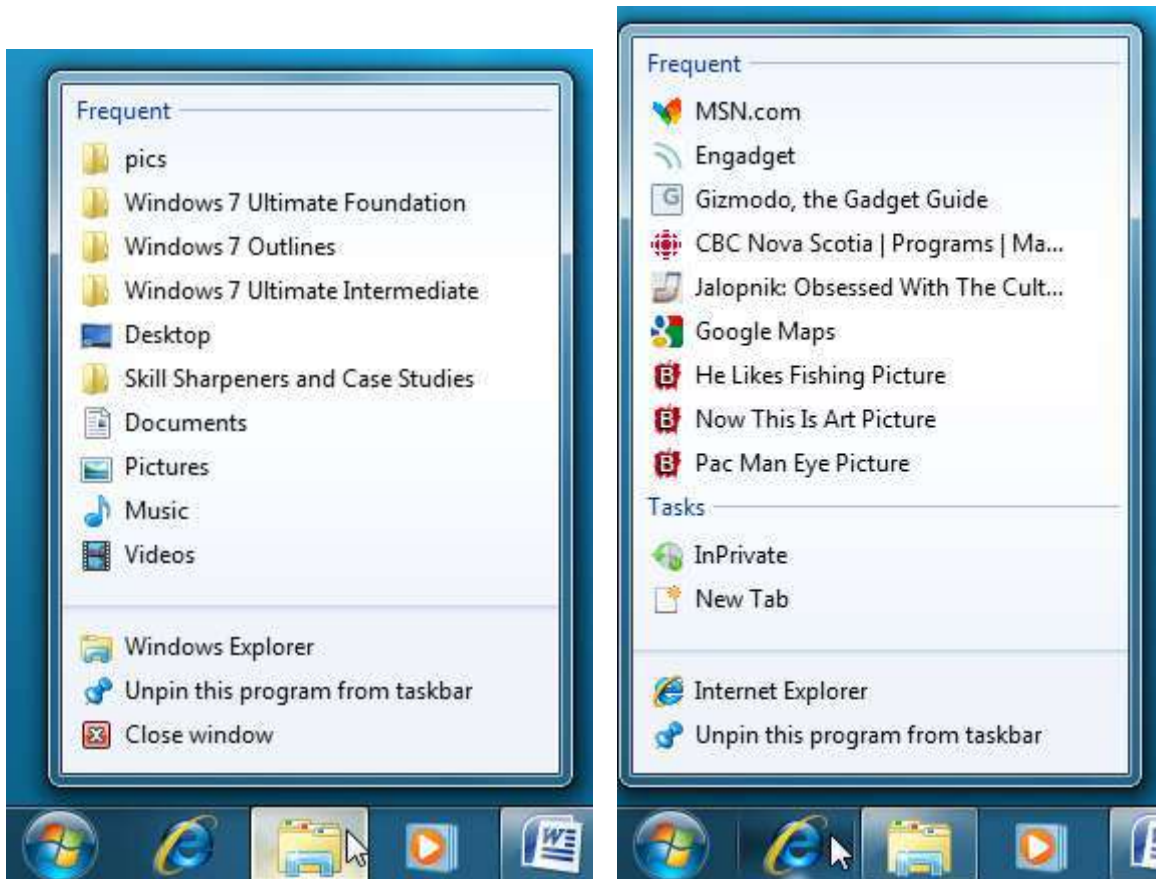 Frequent
pics
Windows 7 Ultimate Foundation
Windows 7 Outlines
Windows 7 Ultimate Intermediate
Desktop
Skill Sharpeners and Case Studies
Documents
Pictures
Music
Videos
Windows Explorer
Unpin this program from taskbar
Close window
W
Frequent
MSN.com
Engadget
G Gizmodo, the Gadget Guide
CBC Nova Scotia | Programs | Ma...
Jalopnik: Obsessed With The Cult...
Google Maps
B He Likes Fishing Picture
B Now This Is Art Picture
B Pac Man Eye Picture
Tasks
InPrivate
New Tab
Internet Explorer
Unpin this program from taskbar